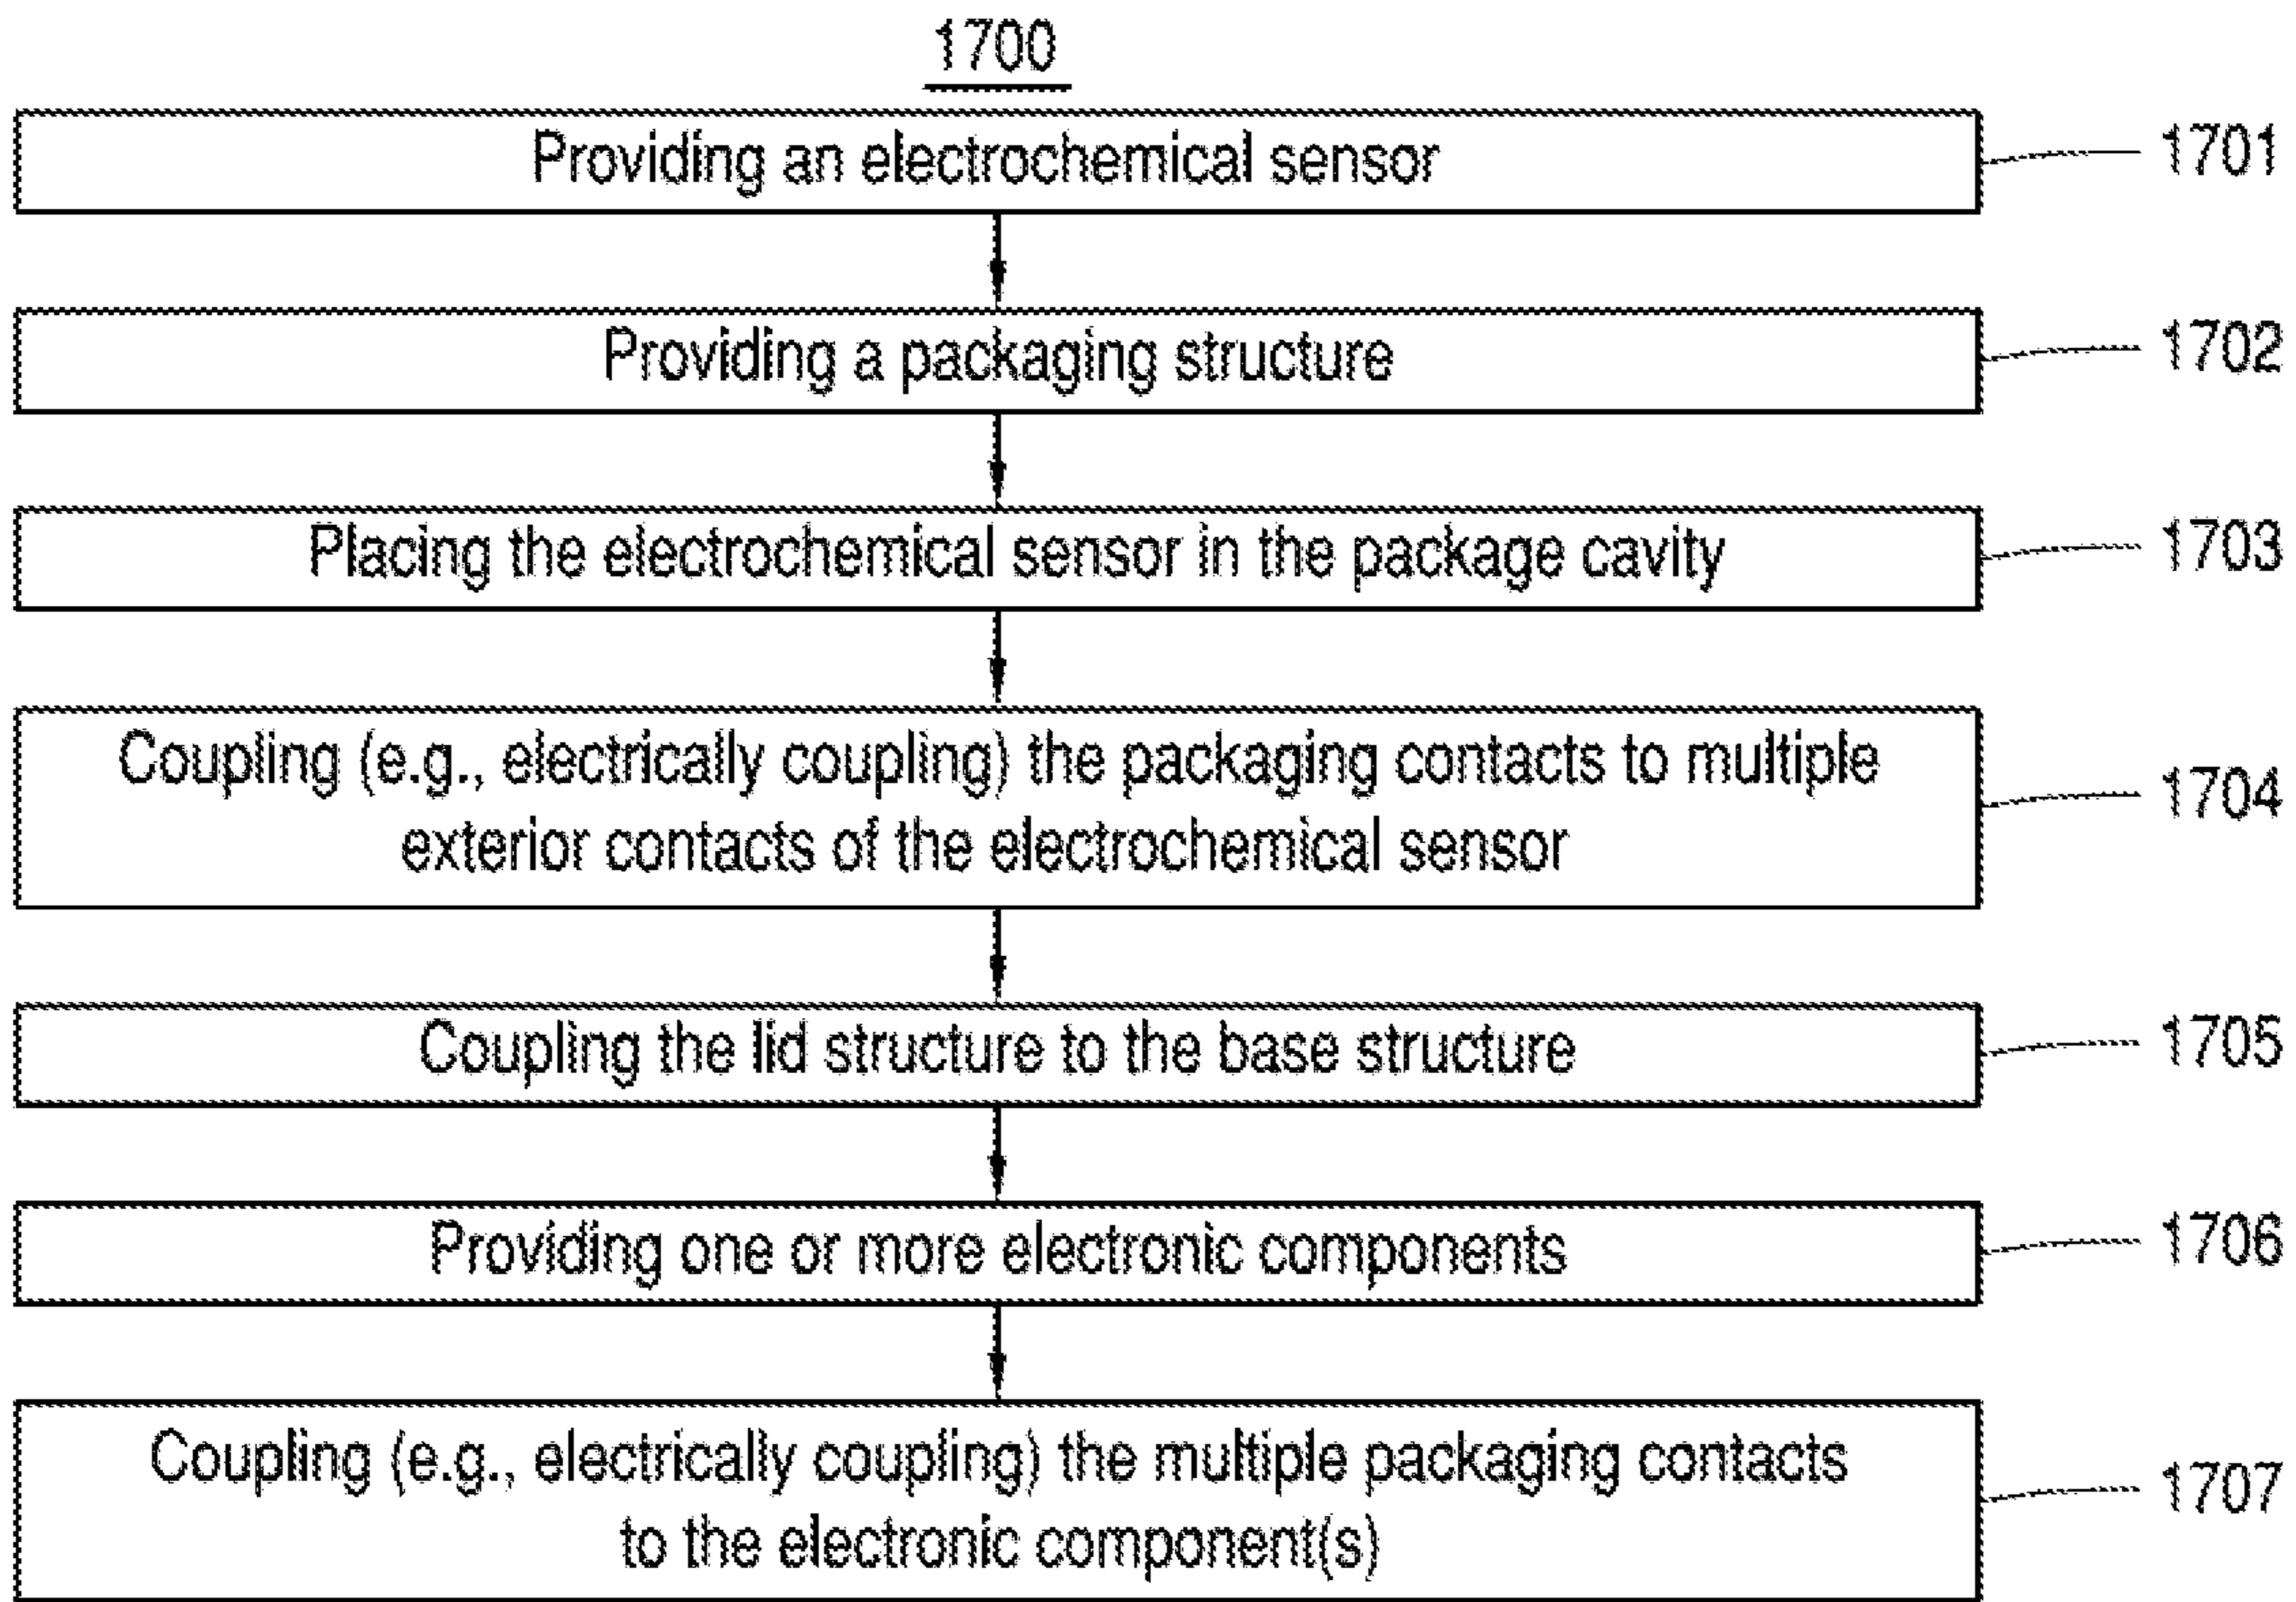 1700
Providing an electrochemical sensor
1701
Providing a packaging structure
1702
Placing the electrochemical sensor in the package cavity
1703
Coupling (e.g., electrically coupling) the packaging contacts to multiple
exterior contacts of the electrochemical sensor
1704
Coupling the lid structure to the base structure
1705
Providing one or more electronic components
1706
Coupling (e.g., electrically coupling) the multiple packaging contacts
to the electronic component(s)
1707